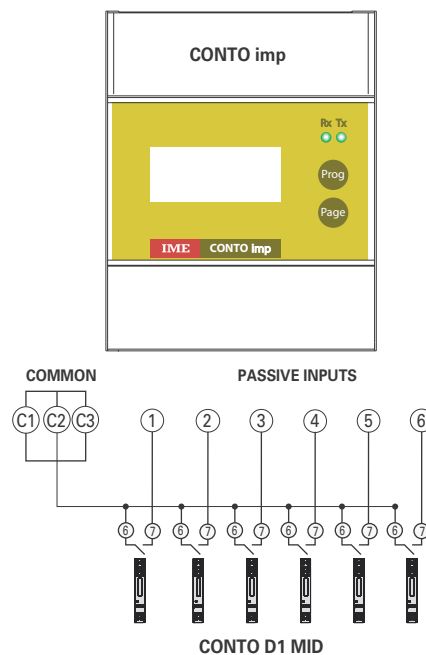 CONTO imp
Rx Tx
Prog
Page
IME CONTO imp
COMMON PASSIVE INPUTS
C1 C2 C3 1 2 3 4 5 6
6 7 6 7 6 7 6 7 6 7 6 7
CONTO D1 MID